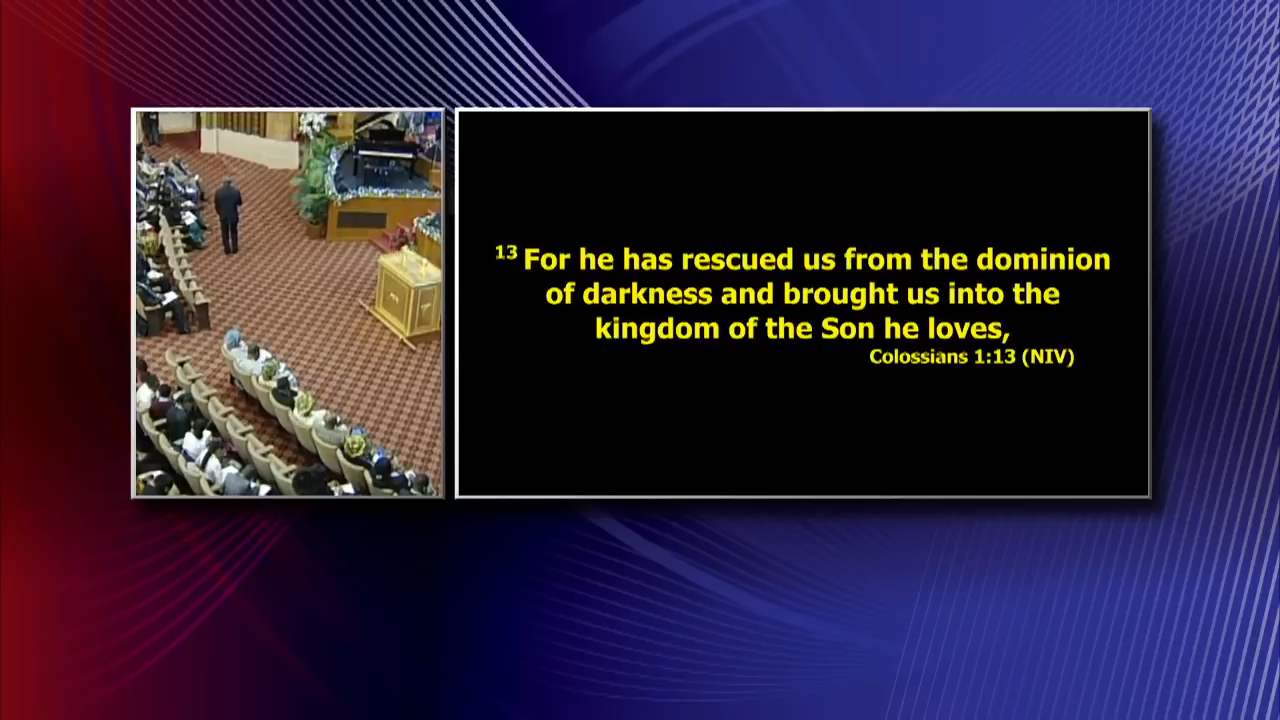 13 For he has rescued us from the dominion
of darkness and brought us into the
kingdom of the Son he loves,
Colossians 1:13 (NIV)